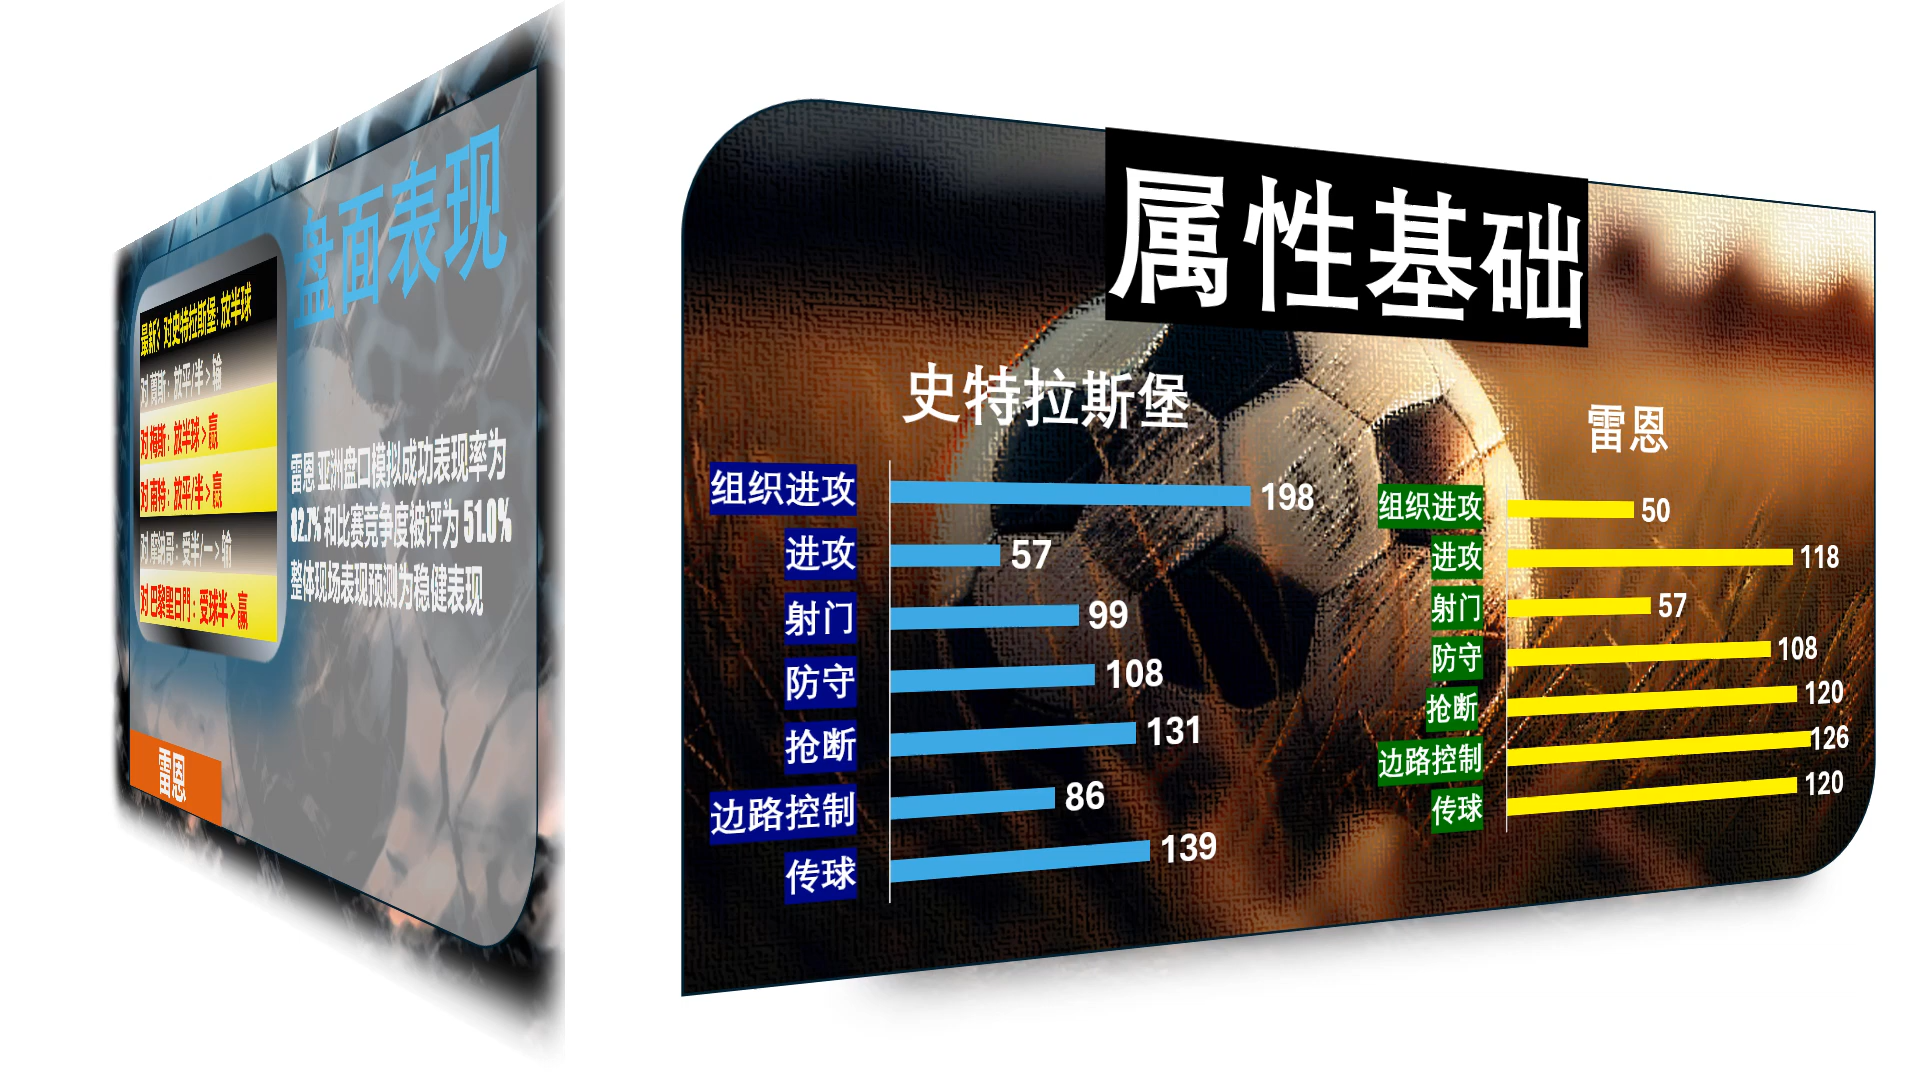 盘面表现
最新? 对史特拉斯堡: 放半球
对蘭斯: 放平/半 > 输
对梅斯: 放半球 > 赢
对南特: 放平/半 > 赢
对摩纳哥: 受半/一 > 输
对巴黎聖日門: 受球半 > 赢
雷恩 亚洲盘口模拟成功表现率为
82.7% 和比赛竞争度被评为 51.0%
整体现场表现预测为稳健表现
雷恩
属性基础
史特拉斯堡
组织进攻 198
进攻 57
射门 99
防守 108
抢断 131
边路控制 86
传球 139
雷恩
组织进攻 50
进攻 118
射门 57
防守 108
抢断 120
边路控制 126
传球 120